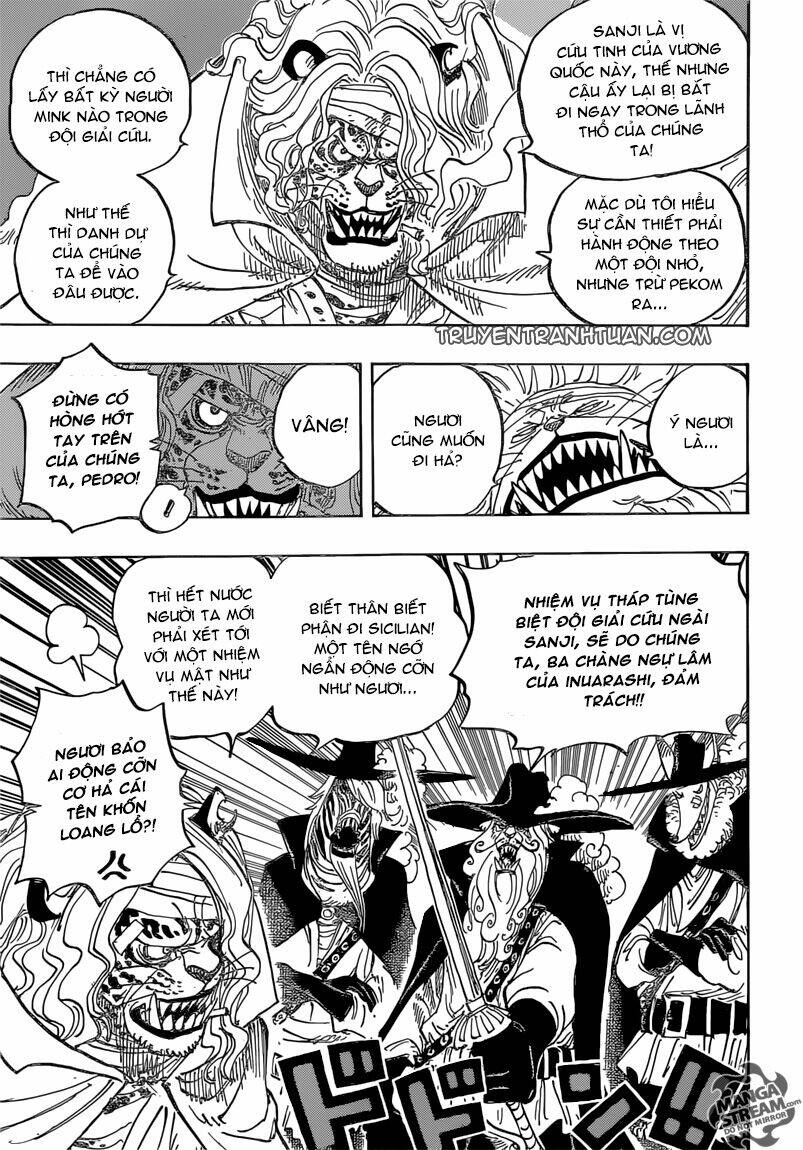 SANJI LÀ VỊ
CỨU TINH CỦA VƯƠNG
QUỐC NÀY, THẾ NHƯNG
CẬU ẤY LẠI BỊ BẮT
ĐI NGAY TRONG LÃNH
THỔ CỦA CHÚNG
TA!
MẶC DÙ TÔI HIỂU
SỰ CẦN THIẾT PHẢI
HÀNH ĐỘNG THEO
MỘT ĐỘI NHỎ,
NHƯNG TRỪ PEKOM
RA...
THÌ CHẲNG CÓ
LẤY BẤT KỲ NGƯỜI
MINK NÀO TRONG
ĐỘI GIẢI CỨU.
NHƯ THẾ
THÌ DANH DỰ
CỦA CHÚNG
TA ĐỂ VÀO
ĐÂU ĐƯỢC.
TRUYENTRANHTUAN.COM
Ý NGƯƠI
LÀ...
NGƯƠI
CŨNG MUỐN
ĐI HẢ?
VÂNG!
ĐỪNG CÓ
HÒNG HỚT
TAY TRÊN
CỦA CHÚNG
TA, PEDRO!
NHIỆM VỤ THÁP TÙNG
BIỆT ĐỘI GIẢI CỨU NGÀI
SANJI, SẼ DO CHÚNG
TA, BA CHÀNG NGỰ LÂM
CỦA INUARASHI, ĐẢM
TRÁCH!!
BIẾT THÂN BIẾT
PHẬN ĐI SICILIAN!
MỘT TÊN NGỚ
NGẨN ĐỘNG CỠN
NHƯ NGƯƠI...
THÌ HẾT NƯỚC
NGƯỜI TA MỚI
PHẢI XÉT TỚI
VỚI MỘT NHIỆM
VỤ MẬT NHƯ
THẾ NÀY!
NGƯƠI BẢO
AI ĐỘNG CỠN
CƠ HẢ CÁI
TÊN KHỐN
LOANG LỔ?!
ドドン!!
MANGA
STREAM.COM
DO NOT MIRROR